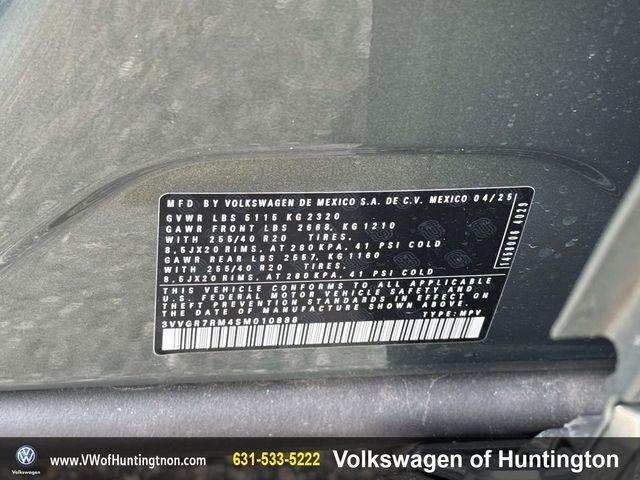 MFD BY VOLKSWAGEN DE MEXICO S.A. DE C.V. MEXICO 04/25
GVWR LBS 5115 KG 2320
GAWR FRONT LBS 2668, KG 1210
WITH 255/40 R20 TIRES.
8.5JX20 RIMS. AT 280 KPA. 41 PSI COLD
GAWR REAR LBS 2557, KG 1160
WITH 255/40 R20 TIRES.
8.5JX20 RIMS. AT 280 KPA. 41 PSI COLD
THIS VEHICLE CONFORMS TO ALL APPLICABLE
U.S. FEDERAL MOTOR VEHICLE SAFETY AND
THEFT PREVENTION STANDARDS IN EFFECT ON
THE DATE OF MANUFACTURE SHOWN ABOVE.
3VVGR7RM4SM010888 TYPE: MPV
Volkswagen
www.VWofHuntingtnon.com
631-533-5222
Volkswagen of Huntington